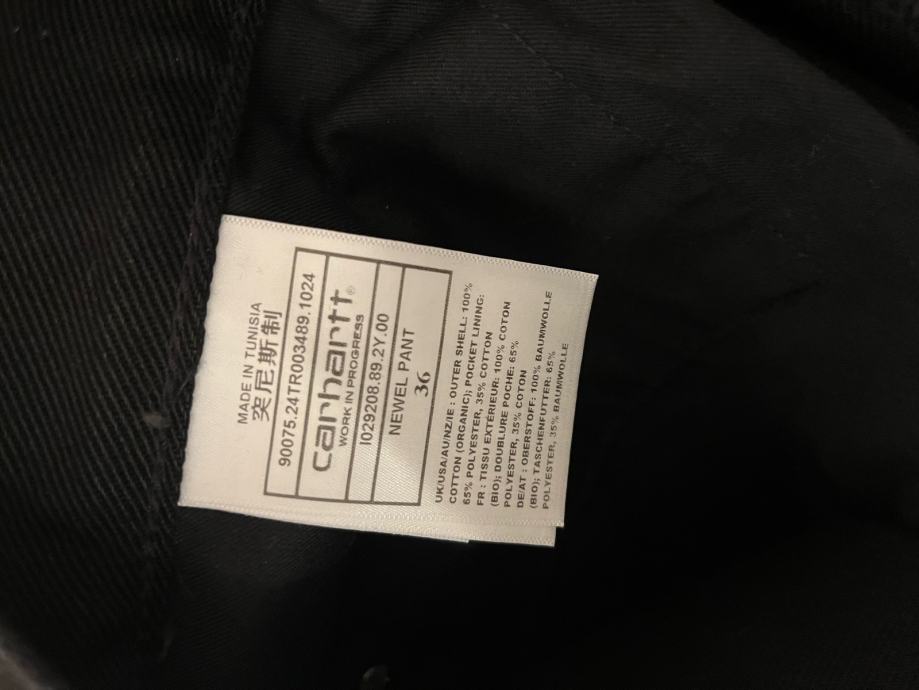 MADE IN TUNISIA
突尼斯制
90075.24TR003489.1024
carhartt®
WORK IN PROGRESS
I029208.89.2Y.00
NEWEL PANT
36
UK/USA/AU/NZ/IE : OUTER SHELL: 100%
COTTON (ORGANIC); POCKET LINING:
65% POLYESTER, 35% COTTON
FR : TISSU EXTÉRIEUR: 100% COTON
(BIO); DOUBLURE POCHE: 65%
POLYESTER, 35% COTON
DE/AT : OBERSTOFF: 100% BAUMWOLLE
(BIO); TASCHENFUTTER: 65%
POLYESTER, 35% BAUMWOLLE